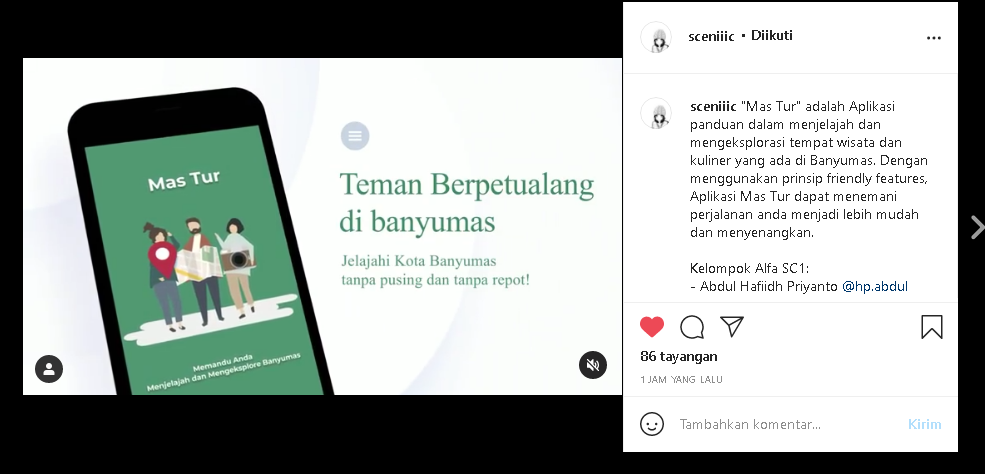 Mas Tur
Memandu Anda
Menjelajah dan Mengeksplore Banyumas
Teman Berpetualang
di banyumas
Jelajahi Kota Banyumas
tanpa pusing dan tanpa repot!
sceniiic • Diikuti
sceniiic "Mas Tur" adalah Aplikasi
panduan dalam menjelajah dan
mengeksplorasi tempat wisata dan
kuliner yang ada di Banyumas. Dengan
menggunakan prinsip friendly features,
Aplikasi Mas Tur dapat menemani
perjalanan anda menjadi lebih mudah
dan menyenangkan.
Kelompok Alfa SC1:
- Abdul Hafiidh Priyanto @hp.abdul
86 tayangan
1 JAM YANG LALU
Tambahkan komentar...
Kirim